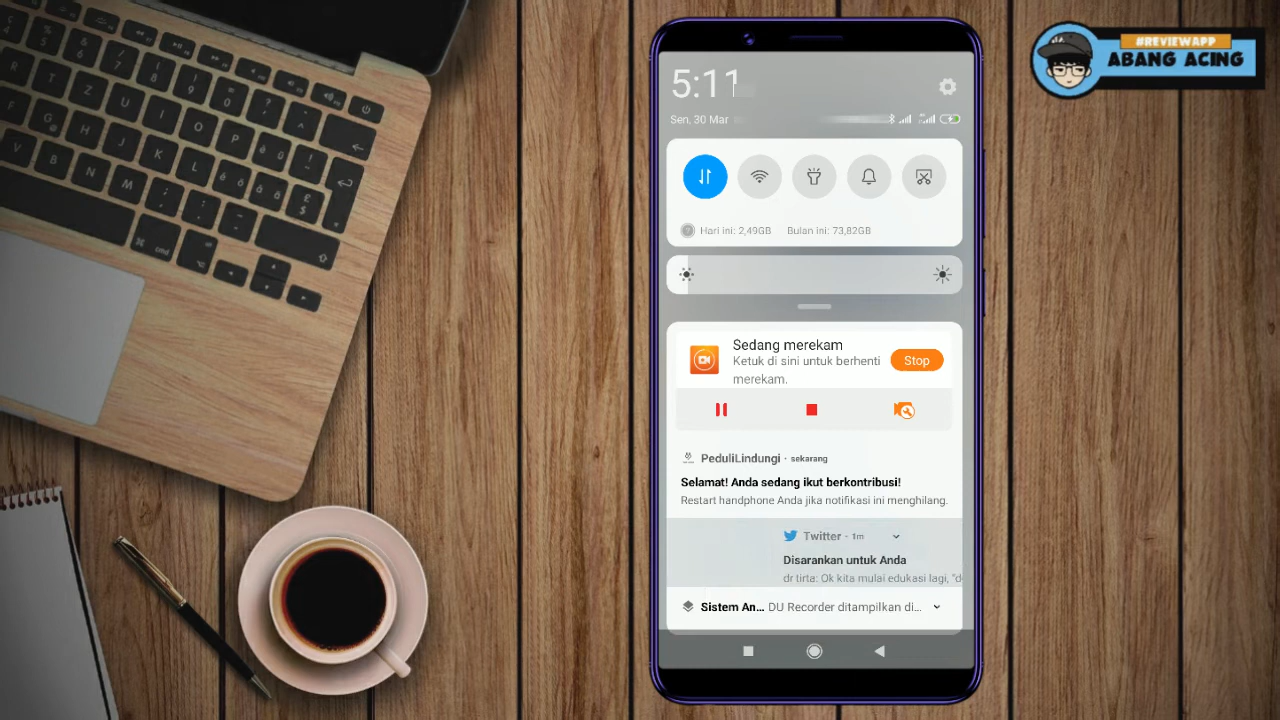 #REVIEWAPP
ABANG ACING
5:11
Sen, 30 Mar
Hari ini: 2,49GB Bulan ini: 73,82GB
Sedang merekam
Ketuk di sini untuk berhenti
merekam.
Stop
PeduliLindungi · sekarang
Selamat! Anda sedang ikut berkontribusi!
Restart handphone Anda jika notifikasi ini menghilang.
Twitter · 1m
Disarankan untuk Anda
dr tirta: Ok kita mulai edukasi lagi, "d
Sistem An... DU Recorder ditampilkan di...
cmd